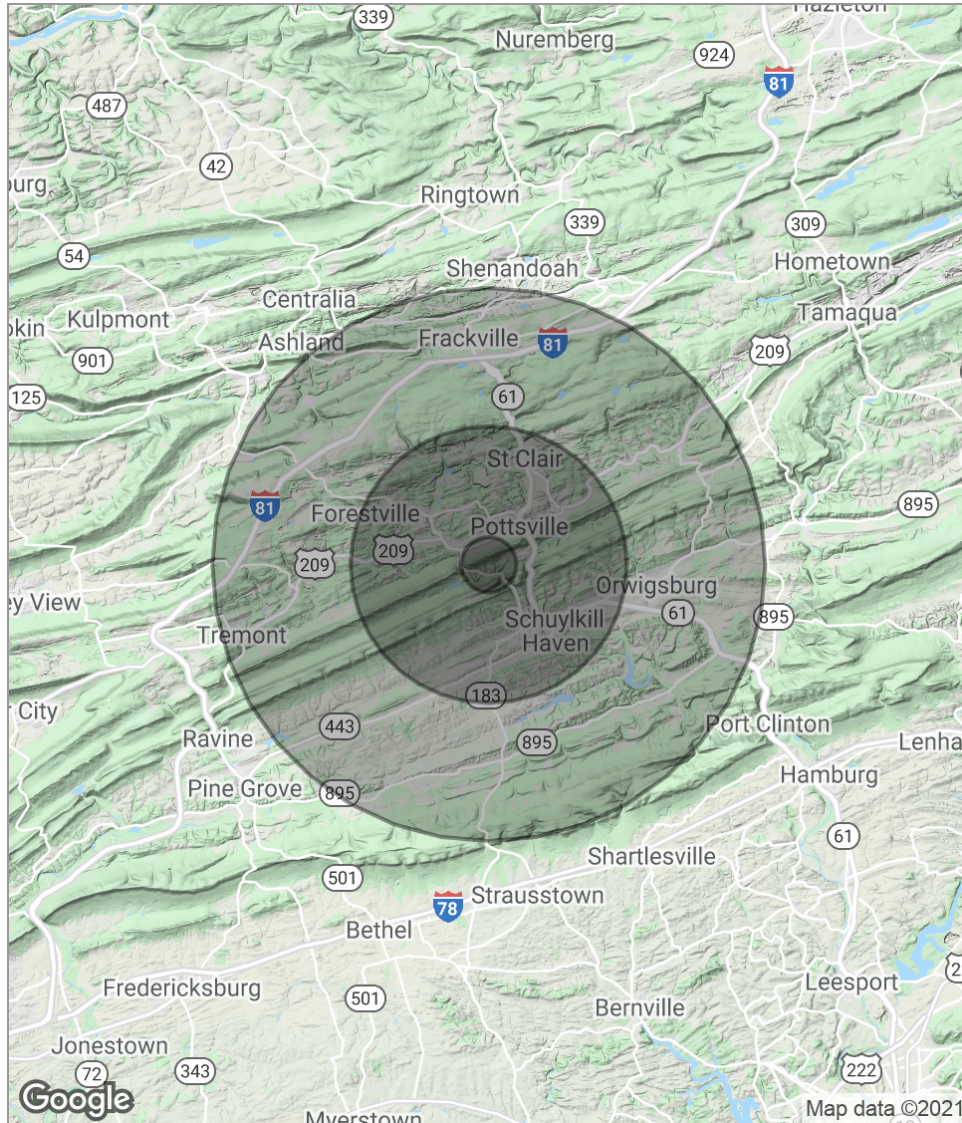 Hazleton
339
Nuremberg
924
81
487
42
burg
Ringtown
339
309
54
Shenandoah
Hometown
Centralia
okin
Kulpmont
Tamaqua
Ashland
Frackville
81
209
901
125
61
St Clair
81
895
Forestville
Pottsville
209
209
Orwigsburg
ey View
61
Schuylkill
Haven
895
Tremont
183
City
443
Port Clinton
Ravine
895
Lenha
Hamburg
Pine Grove
895
61
Shartlesville
501
Strausstown
78
Bethel
2
Fredericksburg
Leesport
501
Bernville
Jonestown
72
343
222
Google
Myerstown
Map data ©2021